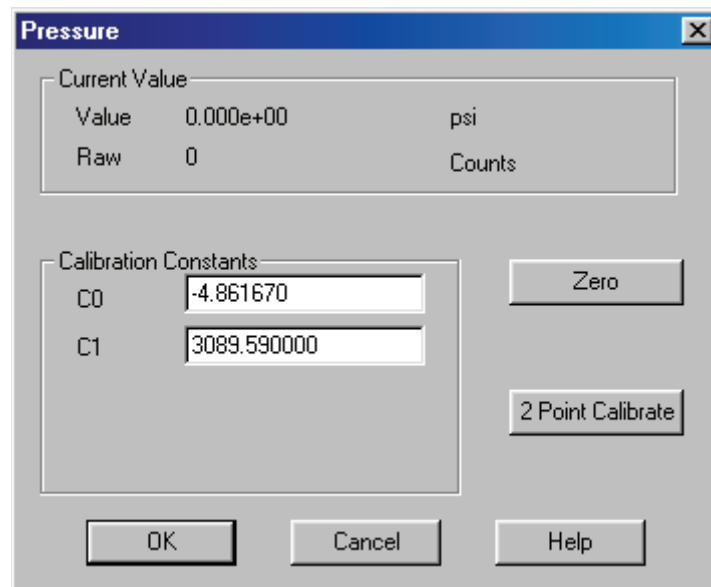 Pressure
Current Value
Value 0.000e+00 psi
Raw 0 Counts
Calibration Constants
C0 -4.861670
C1 3089.590000
Zero
2 Point Calibrate
OK Cancel Help